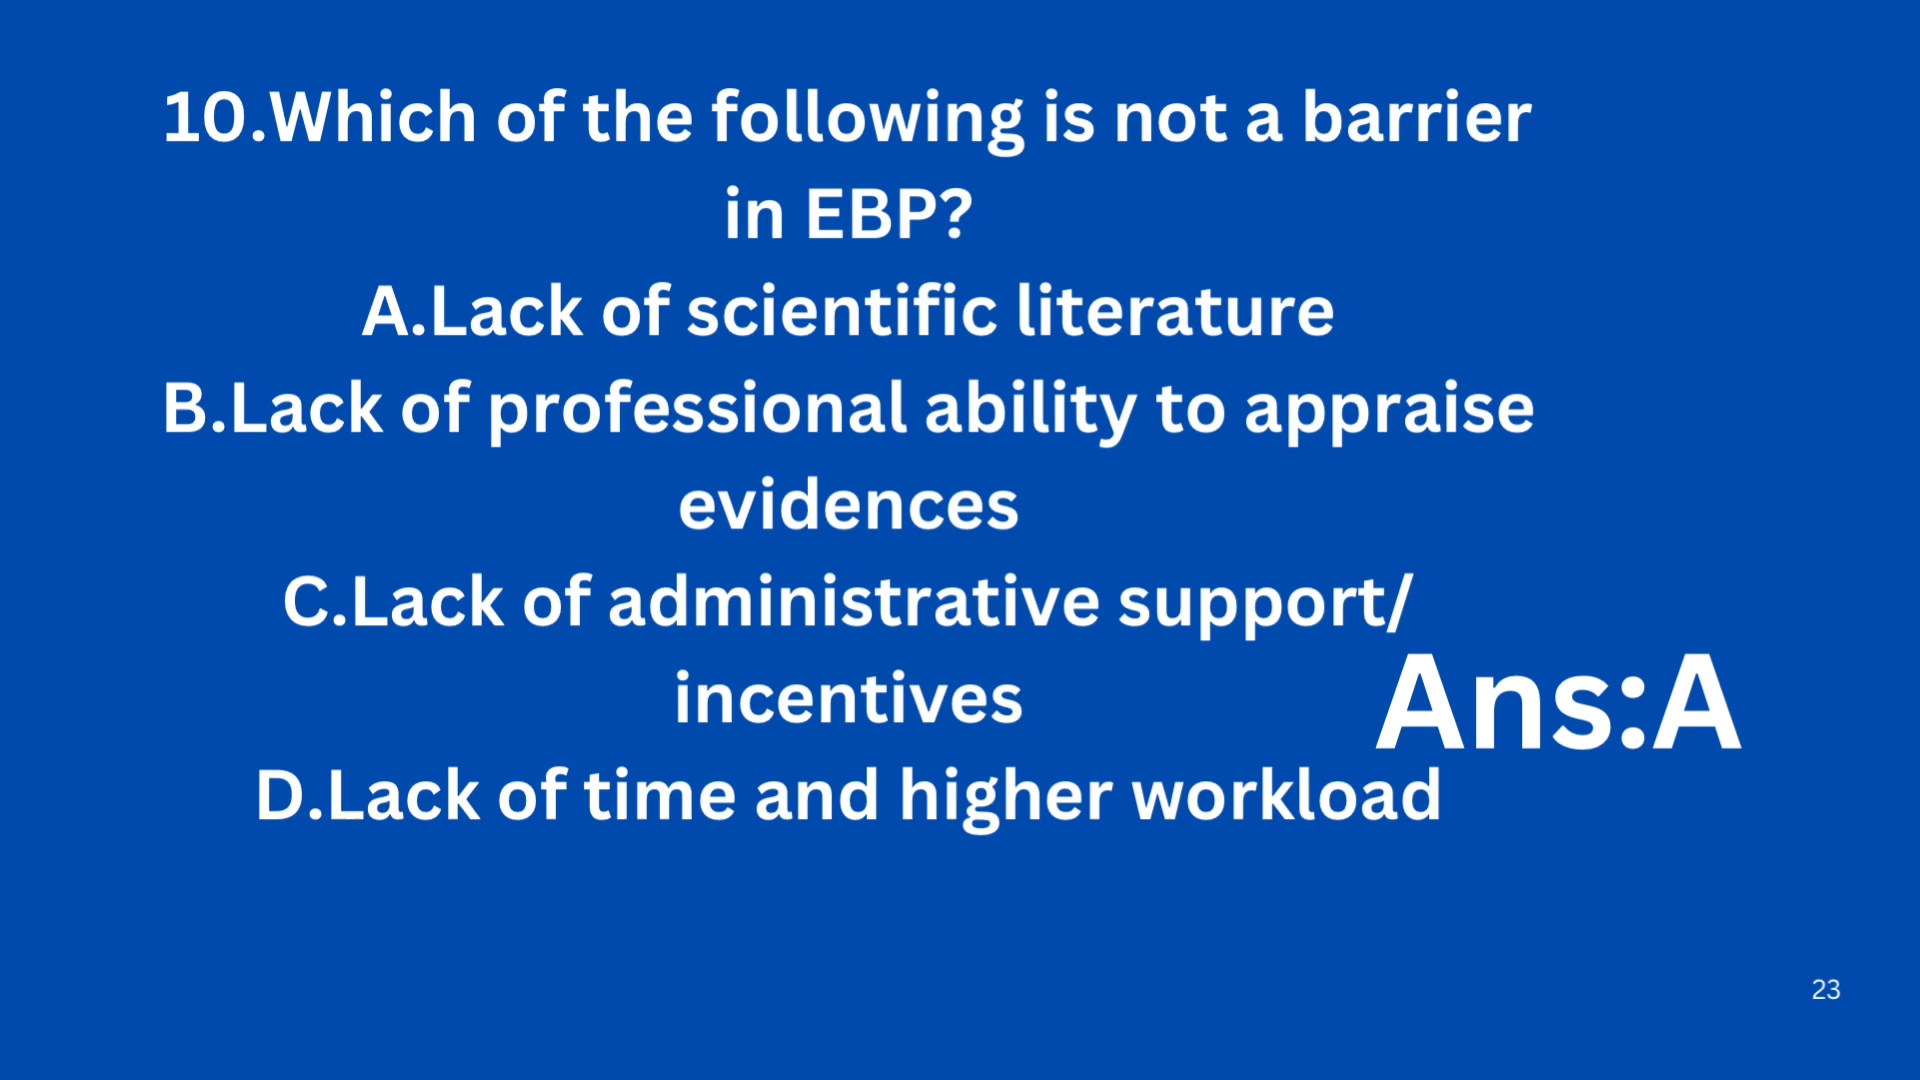 10.Which of the following is not a barrier
in EBP?
A.Lack of scientific literature
B.Lack of professional ability to appraise
evidences
C.Lack of administrative support/
incentives
Ans:A
D.Lack of time and higher workload
23